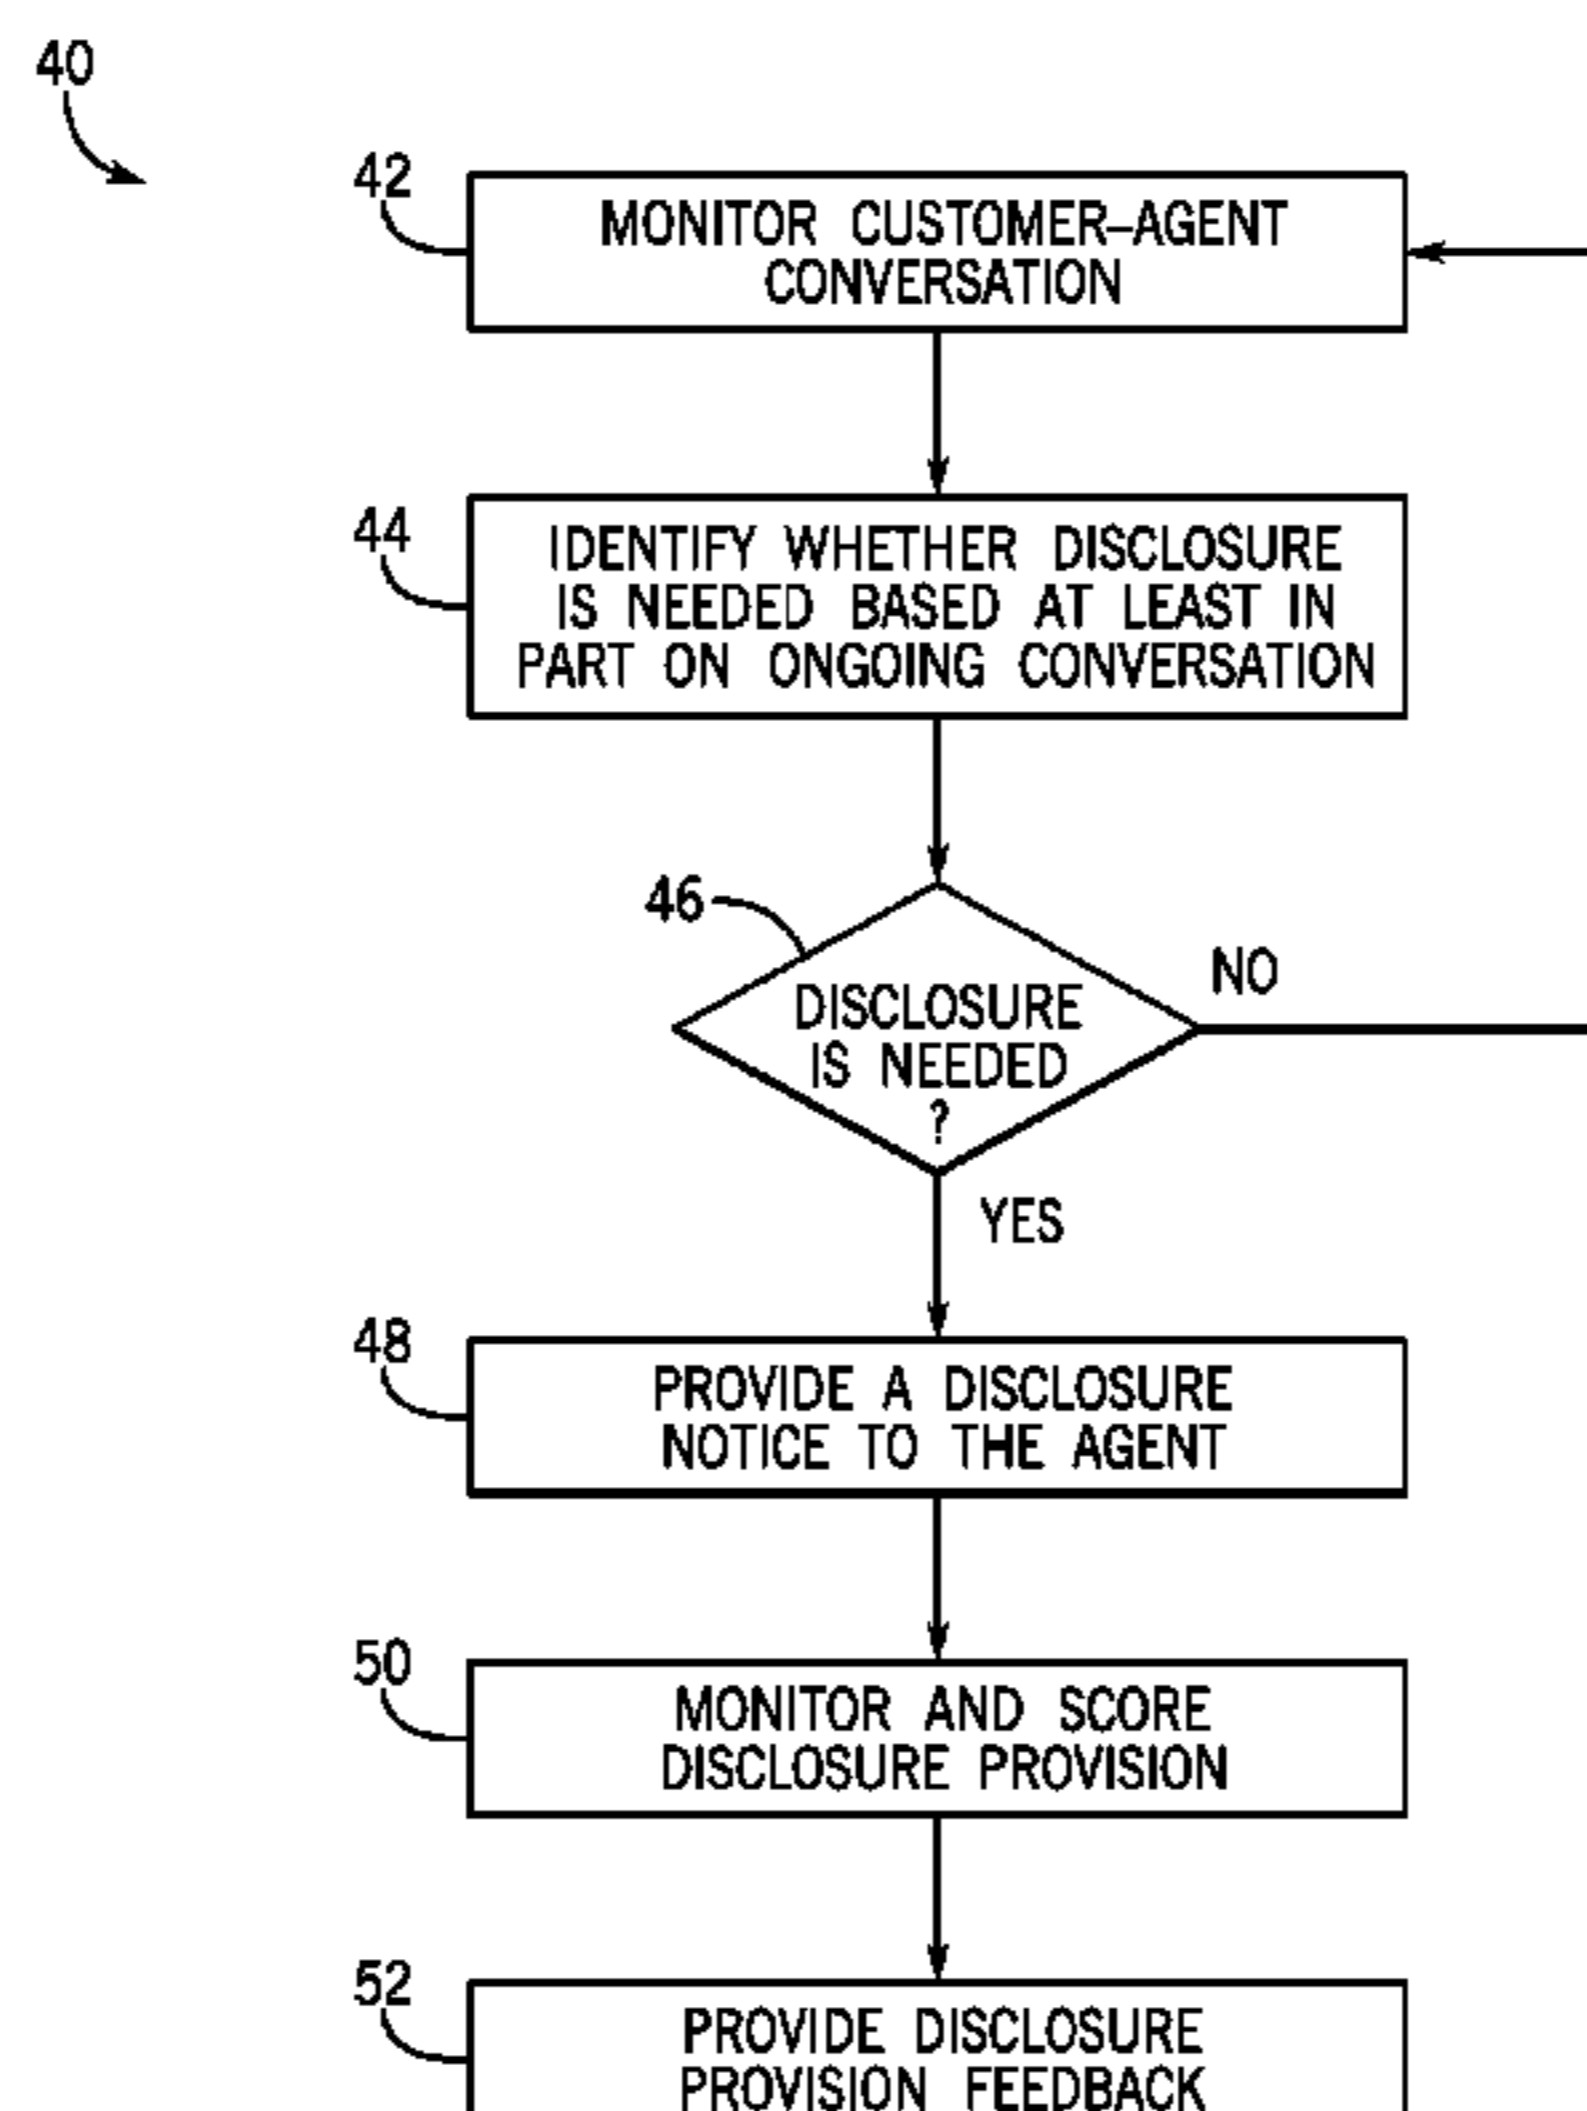 40
42
MONITOR CUSTOMER–AGENT
CONVERSATION
44
IDENTIFY WHETHER DISCLOSURE
IS NEEDED BASED AT LEAST IN
PART ON ONGOING CONVERSATION
46
DISCLOSURE
IS NEEDED
?
NO
YES
48
PROVIDE A DISCLOSURE
NOTICE TO THE AGENT
50
MONITOR AND SCORE
DISCLOSURE PROVISION
52
PROVIDE DISCLOSURE
PROVISION FEEDBACK